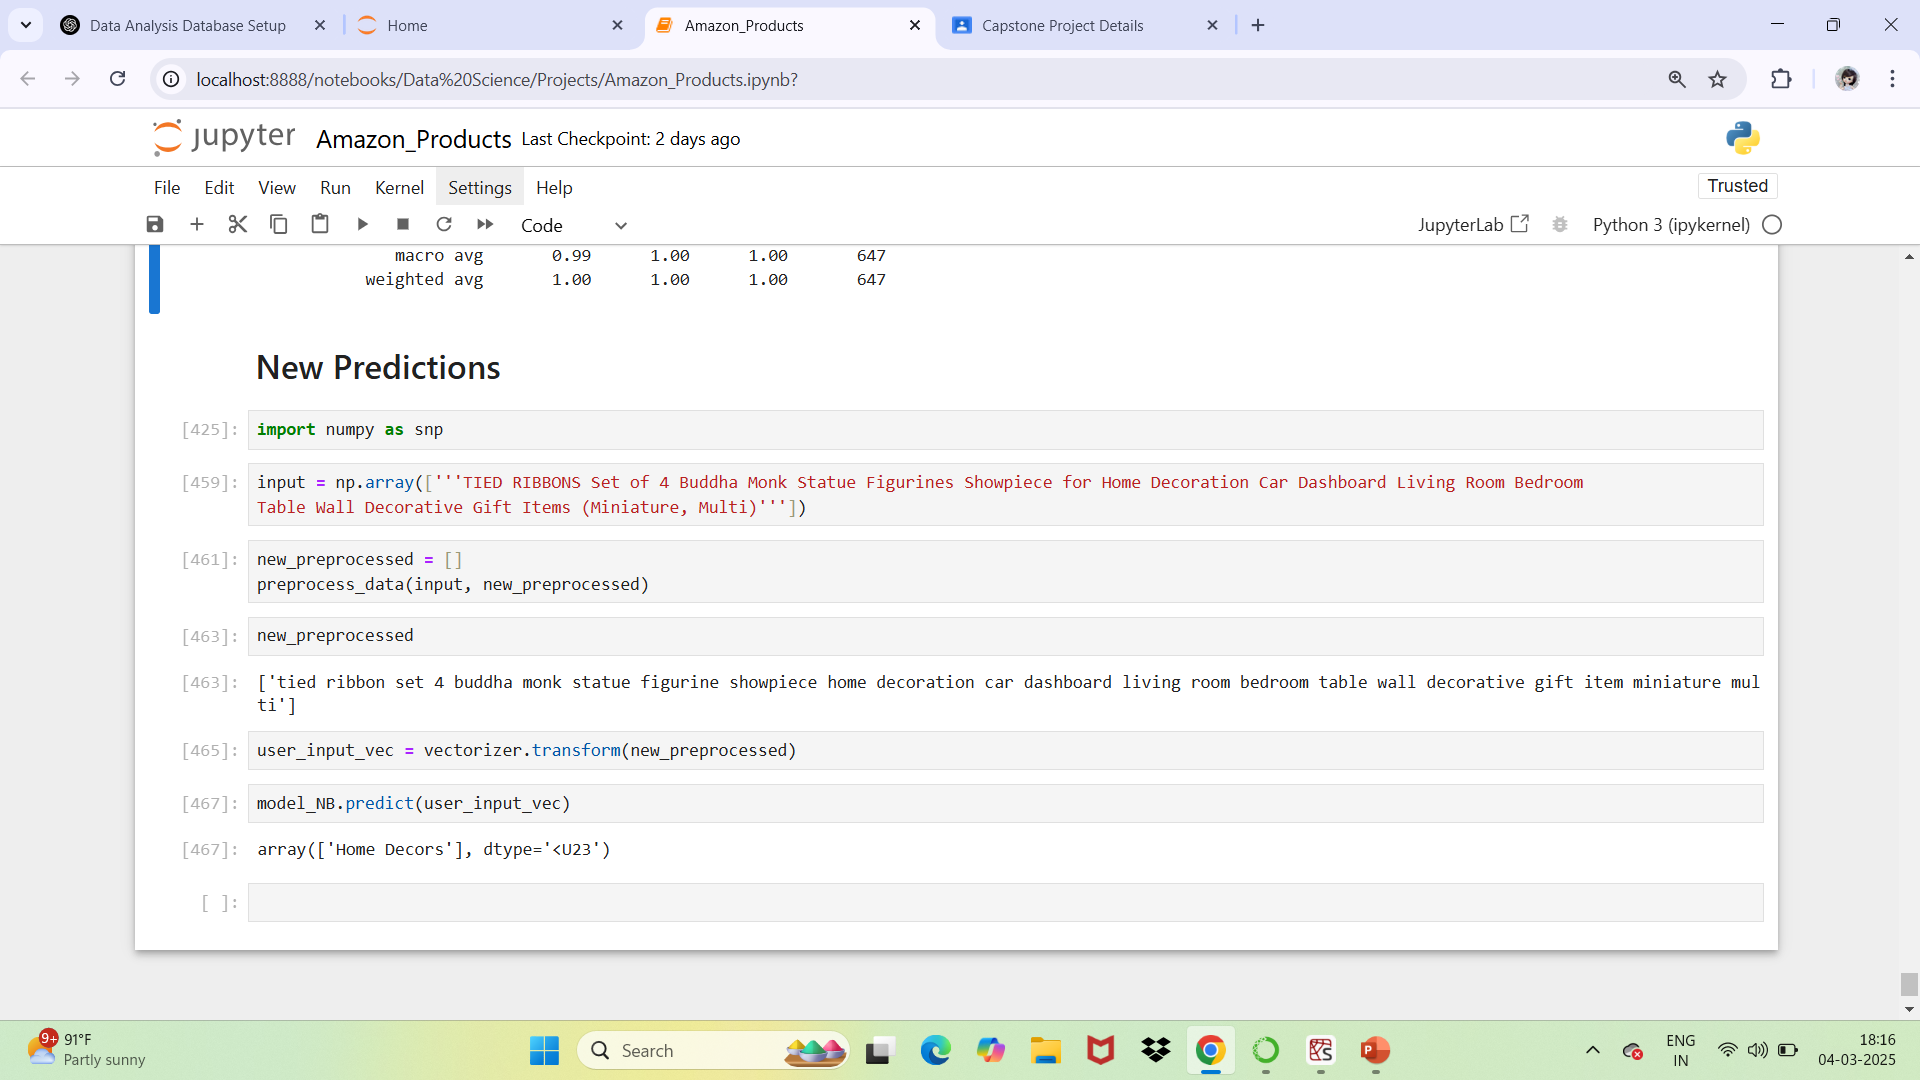 Data Analysis Database Setup
Home
Amazon_Products
Capstone Project Details
localhost:8888/notebooks/Data%20Science/Projects/Amazon_Products.ipynb?
jupyter Amazon_Products Last Checkpoint: 2 days ago
File Edit View Run Kernel Settings Help
Trusted
Code
JupyterLab
Python 3 (ipykernel)
macro avg 0.99 1.00 1.00 647
weighted avg 1.00 1.00 1.00 647
New Predictions
[425]: import numpy as snp
[459]: input = np.array(['''TIED RIBBONS Set of 4 Buddha Monk Statue Figurines Showpiece for Home Decoration Car Dashboard Living Room Bedroom
Table Wall Decorative Gift Items (Miniature, Multi)'''])
[461]: new_preprocessed = []
preprocess_data(input, new_preprocessed)
[463]: new_preprocessed
[463]: ['tied ribbon set 4 buddha monk statue figurine showpiece home decoration car dashboard living room bedroom table wall decorative gift item miniature mul
ti']
[465]: user_input_vec = vectorizer.transform(new_preprocessed)
[467]: model_NB.predict(user_input_vec)
[467]: array(['Home Decors'], dtype='<U23')
[ ]:
9+
91°F
Partly sunny
Search
P
ENG
IN
18:16
04-03-2025